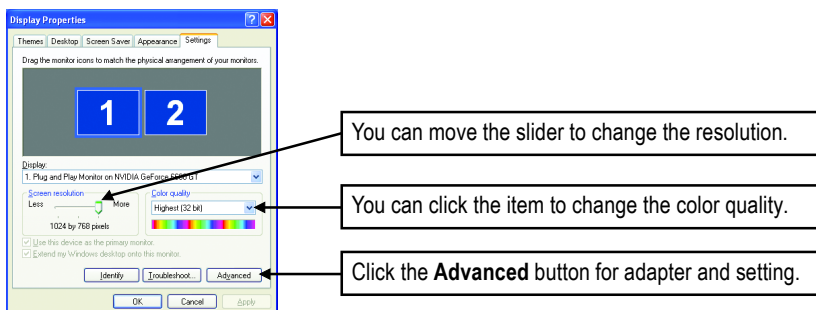 Display Properties
Themes Desktop Screen Saver Appearance Settings
Drag the monitor icons to match the physical arrangement of your monitors.
1 2
You can move the slider to change the resolution.
Display:
1. Plug and Play Monitor on NVIDIA GeForce GT
Screen resolution
Color quality
Less More
Highest (32 bit)
You can click the item to change the color quality.
1024 by 768 pixels
Use this device as the primary monitor.
Extend my Windows desktop onto this monitor.
Identify Troubleshoot... Advanced
Click the Advanced button for adapter and setting.
OK Cancel Apply